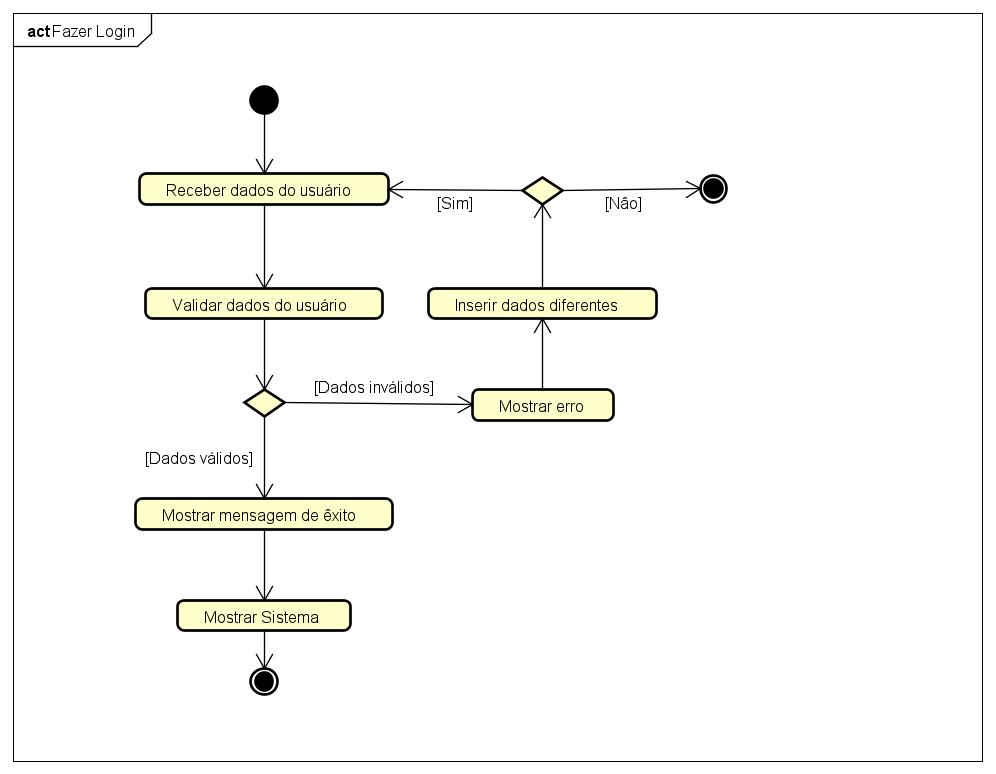 act Fazer Login
Receber dados do usuário
[Sim]
[Não]
Validar dados do usuário
Inserir dados diferentes
[Dados inválidos]
Mostrar erro
[Dados válidos]
Mostrar mensagem de êxito
Mostrar Sistema